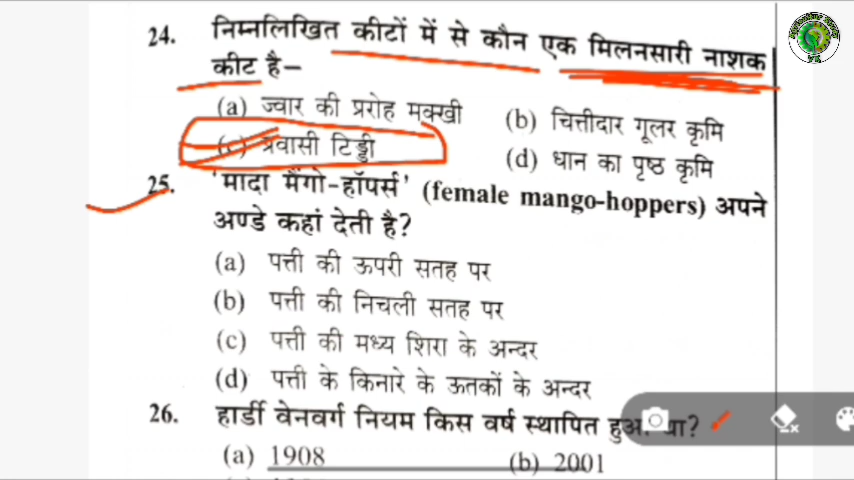 24. निम्नलिखित कीटों में से कौन एक मिलनसारी नाशक
कीट है–
(a) ज्वार की प्ररोह मक्खी (b) चित्तीदार गूलर कृमि
(c) प्रवासी टिड्डी (d) धान का पृष्ठ कृमि
25. 'मादा मैंगो-हॉपर्स' (female mango-hoppers) अपने
अण्डे कहां देती है?
(a) पत्ती की ऊपरी सतह पर
(b) पत्ती की निचली सतह पर
(c) पत्ती की मध्य शिरा के अन्दर
(d) पत्ती के किनारे के ऊतकों के अन्दर
26. हार्डी वेनवर्ग नियम किस वर्ष स्थापित हुआ था?
(a) 1908 (b) 2001